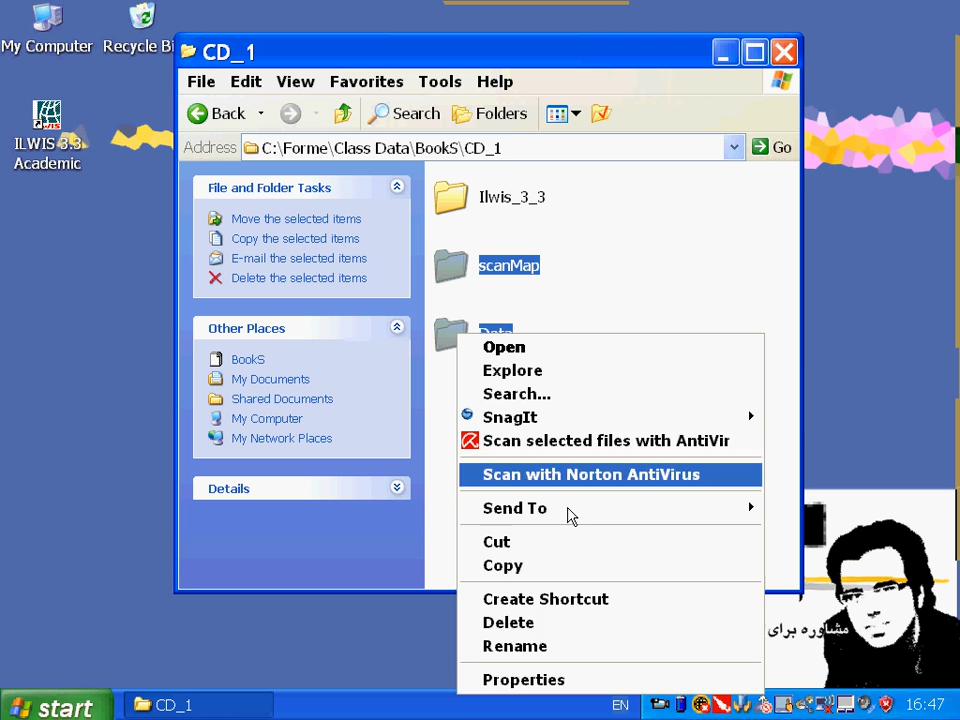 My Computer
Recycle Bi
ILWIS 3.3
Academic
CD_1
File Edit View Favorites Tools Help
Back Search Folders
Address C:\Forme\Class Data\BookS\CD_1 Go
File and Folder Tasks
Move the selected items
Copy the selected items
E-mail the selected items
Delete the selected items
Other Places
BookS
My Documents
Shared Documents
My Computer
My Network Places
Details
Ilwis_3_3
scanMap
Data
Open
Explore
Search...
SnagIt
Scan selected files with AntiVir
Scan with Norton AntiVirus
Send To
Cut
Copy
Create Shortcut
Delete
Rename
Properties
مشاوره برای
start CD_1 EN 16:47